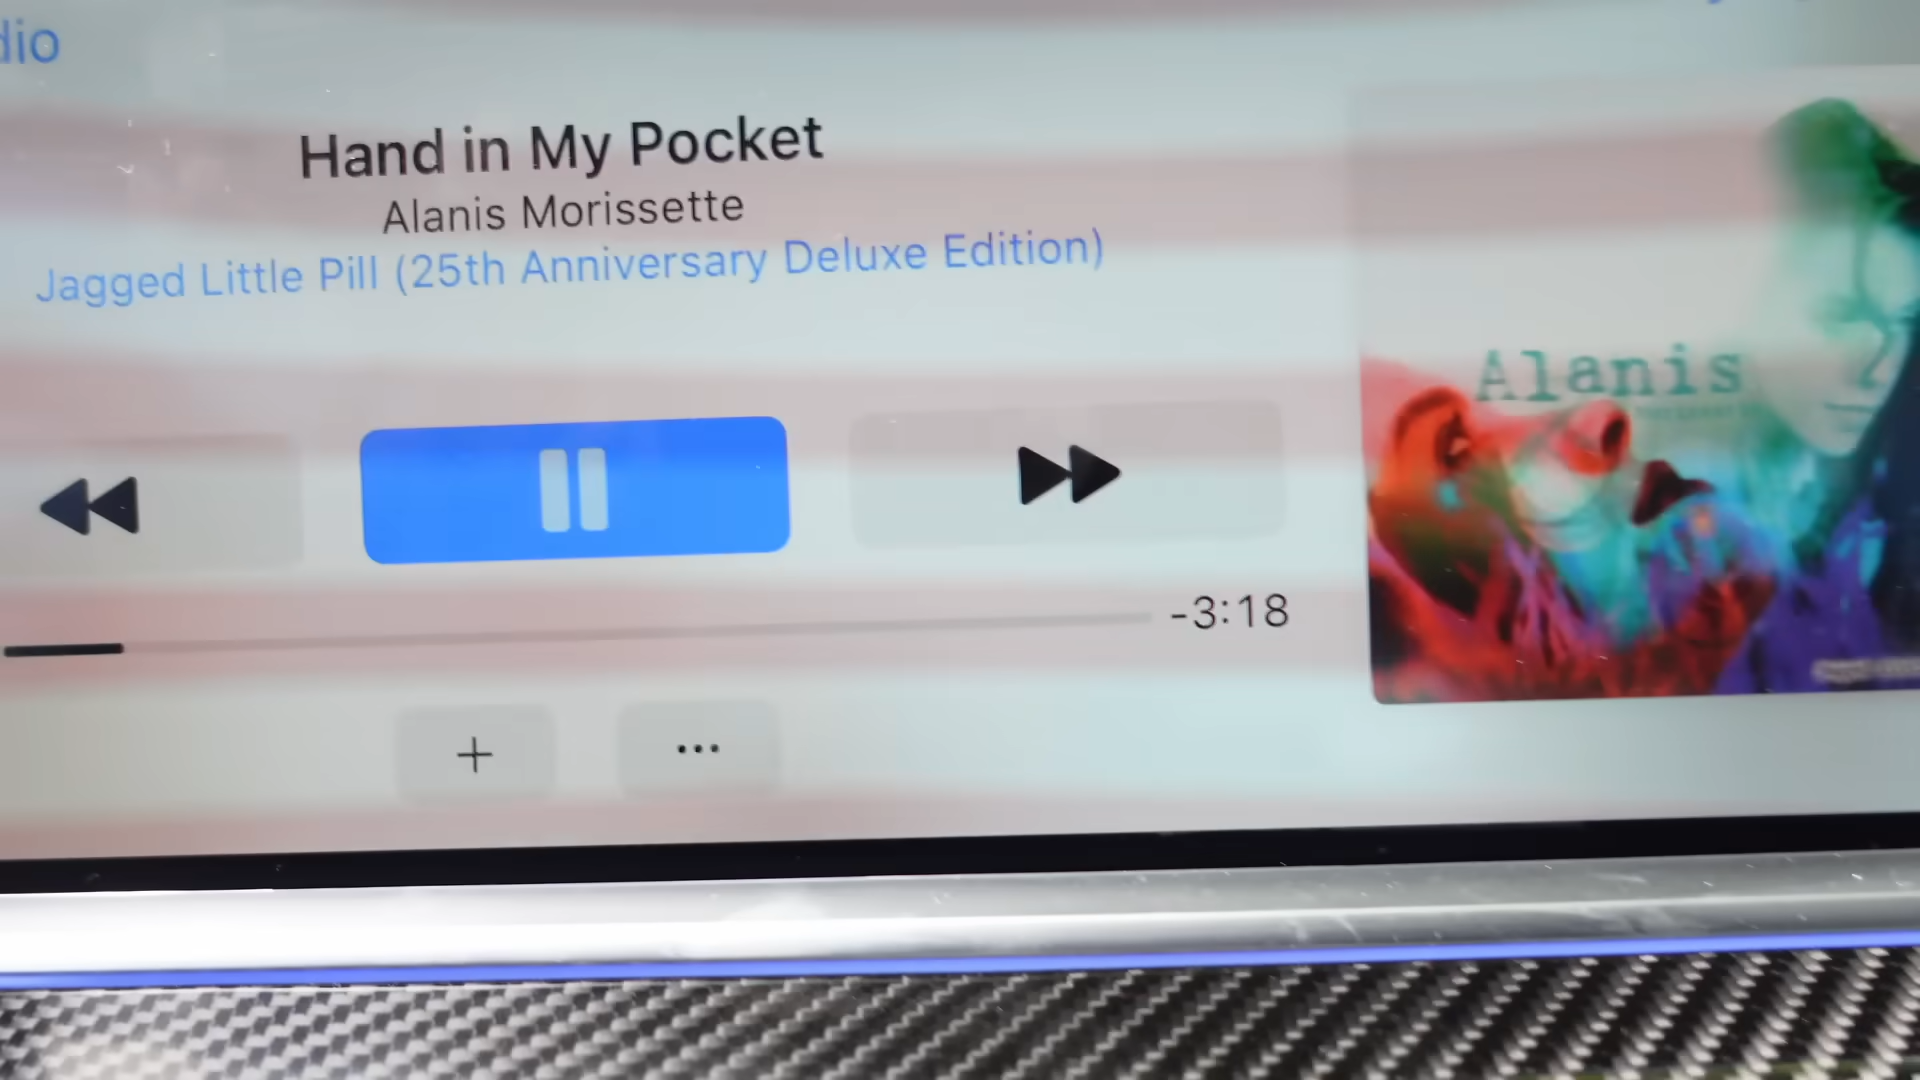 dio
Hand in My Pocket
Alanis Morissette
Jagged Little Pill (25th Anniversary Deluxe Edition)
Alanis
-3:18